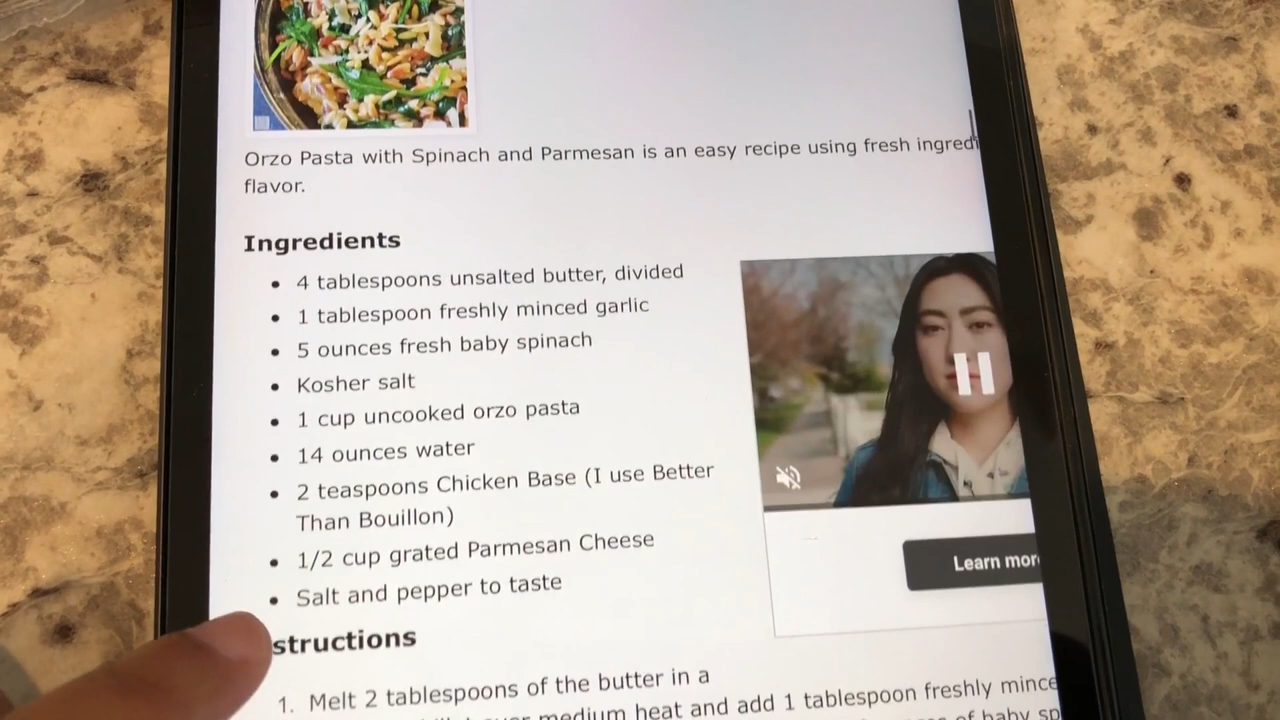 Orzo Pasta with Spinach and Parmesan is an easy recipe using fresh
flavor.
Ingredients
4 tablespoons unsalted butter, divided
1 tablespoon freshly minced garlic
5 ounces fresh baby spinach
Kosher salt
1 cup uncooked orzo pasta
14 ounces water
2 teaspoons Chicken Base (I use Better
Than Bouillon)
1/2 cup grated Parmesan Cheese
Salt and pepper to taste
Learn mor
structions
1. Melt 2 tablespoons of the butter in a
over medium heat and add 1 tablespoon freshly mince
of baby sp